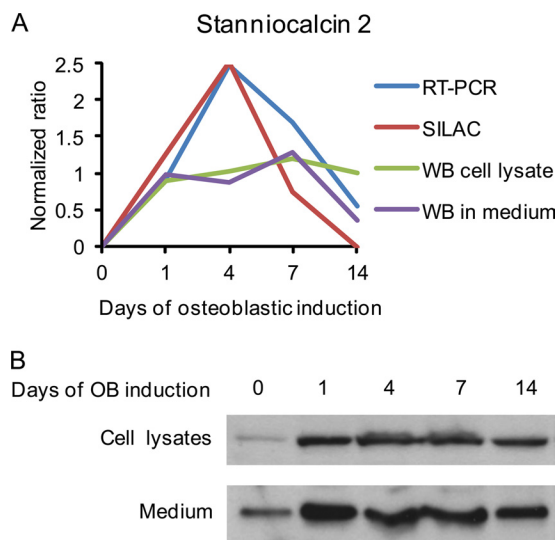 A
Stanniocalcin 2
Normalized ratio
2.5
2
1.5
1
0.5
0
0 1 4 7 14
Days of osteoblastic induction
RT-PCR
SILAC
WB cell lysate
WB in medium
B
Days of OB induction 0 1 4 7 14
Cell lysates
Medium